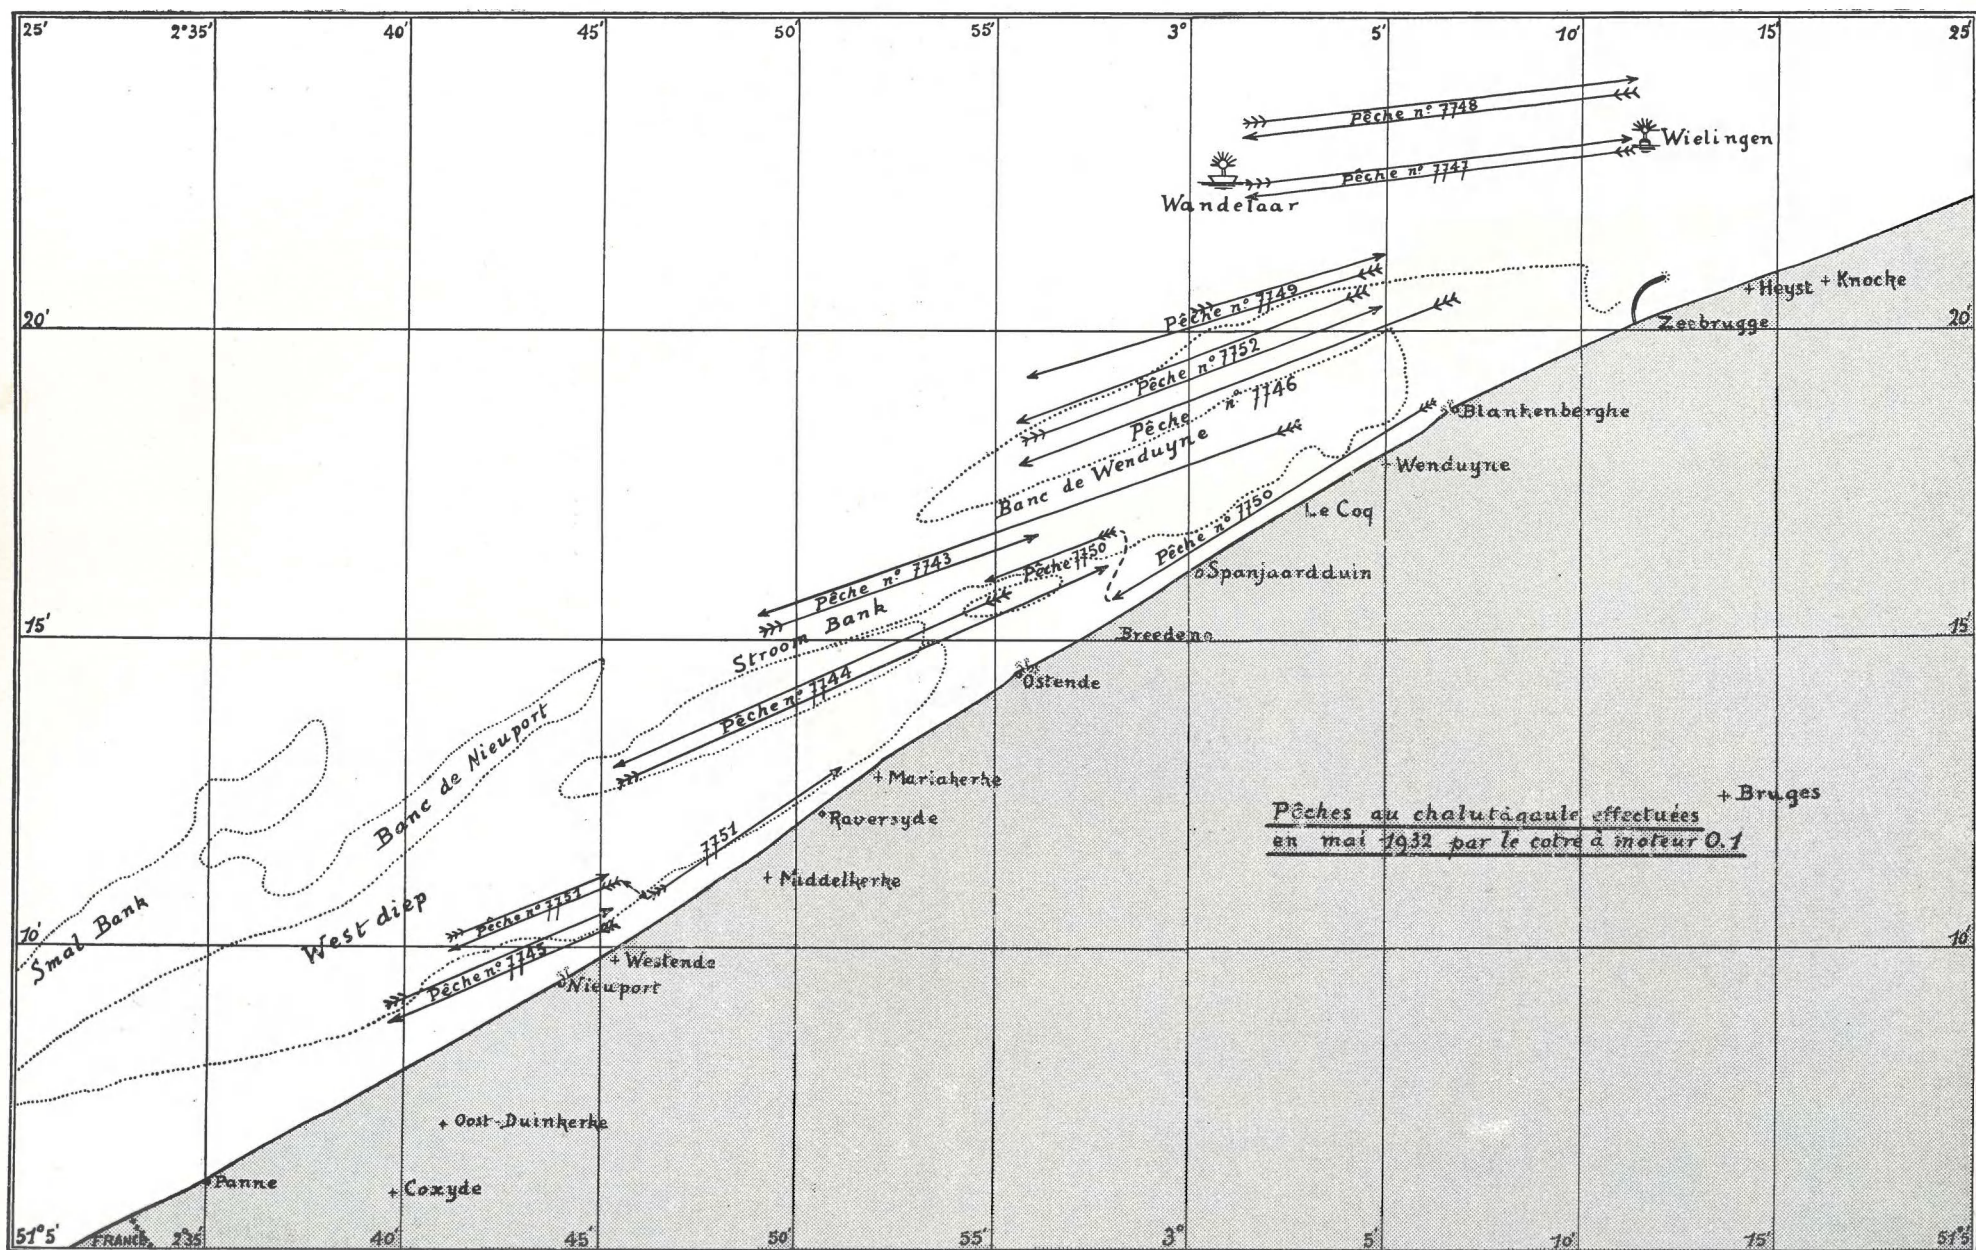 25' 2°35' 40' 45' 50' 55' 3° 5' 10' 15' 25'
Pêche n° 7748
Wielingen
Pêche n° 7747
Wandelaar
Heyst Knocke
Pêche n° 7749
20' Zeebrugge 20'
Pêche n° 7752
Pêche n° 7746
Blankenberghe
Banc de Wenduyne
Wenduyne
Pêche n° 7750
Le Coq
Pêche 7750
Pêche n° 7743
Spanjaardduin
Stroom Bank
15' Breedene 15'
Ostende
Pêche n° 7744
Banc de Nieuport
Mariakerke
Bruges
Raversyde
Pêches au chalut à gaule effectuées
en mai 1932 par le cotre à moteur O.1
7751
Middelkerke
Pêche n° 7751
Smal Bank
West diep
10' 10'
Pêche n° 7745
Westende
Nieuport
Oost-Duinkerke
Panne
Coxyde
51°5' FRANCE 2°35' 40' 45' 50' 55' 3° 5' 10' 15' 51°5'